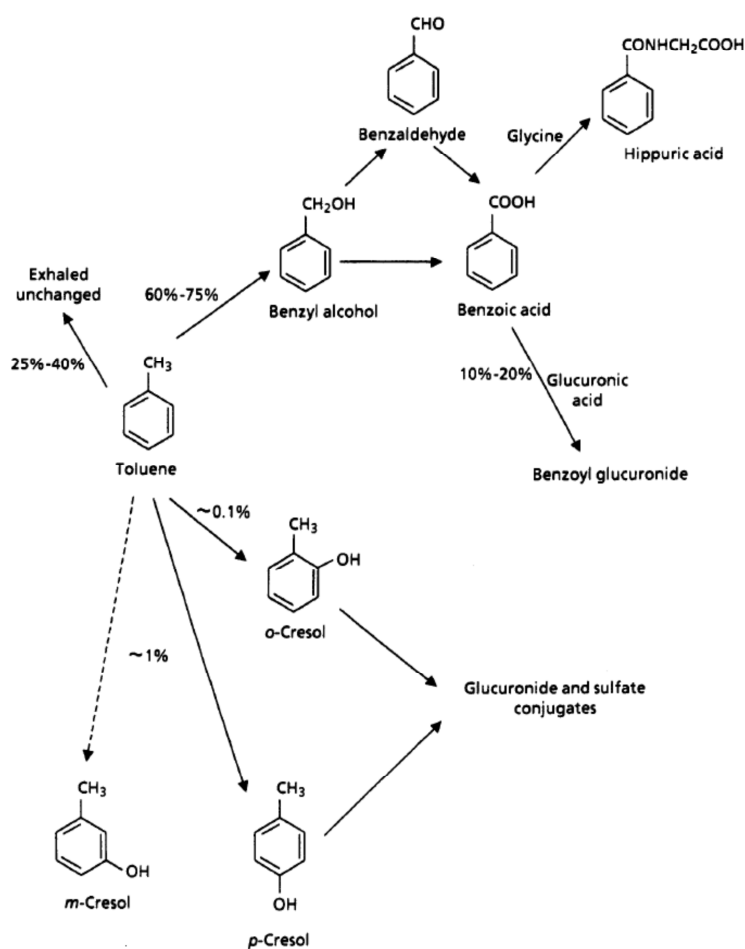 CHO
CONHCH₂COOH
Benzaldehyde
Glycine
Hippuric acid
CH₂OH
COOH
Exhaled
unchanged
60%-75%
Benzyl alcohol
Benzoic acid
25%-40%
CH₃
10%-20%
Glucuronic
acid
Toluene
Benzoyl glucuronide
~0.1%
CH₃
OH
o-Cresol
~1%
Glucuronide and sulfate
conjugates
CH₃
CH₃
OH
m-Cresol
OH
p-Cresol